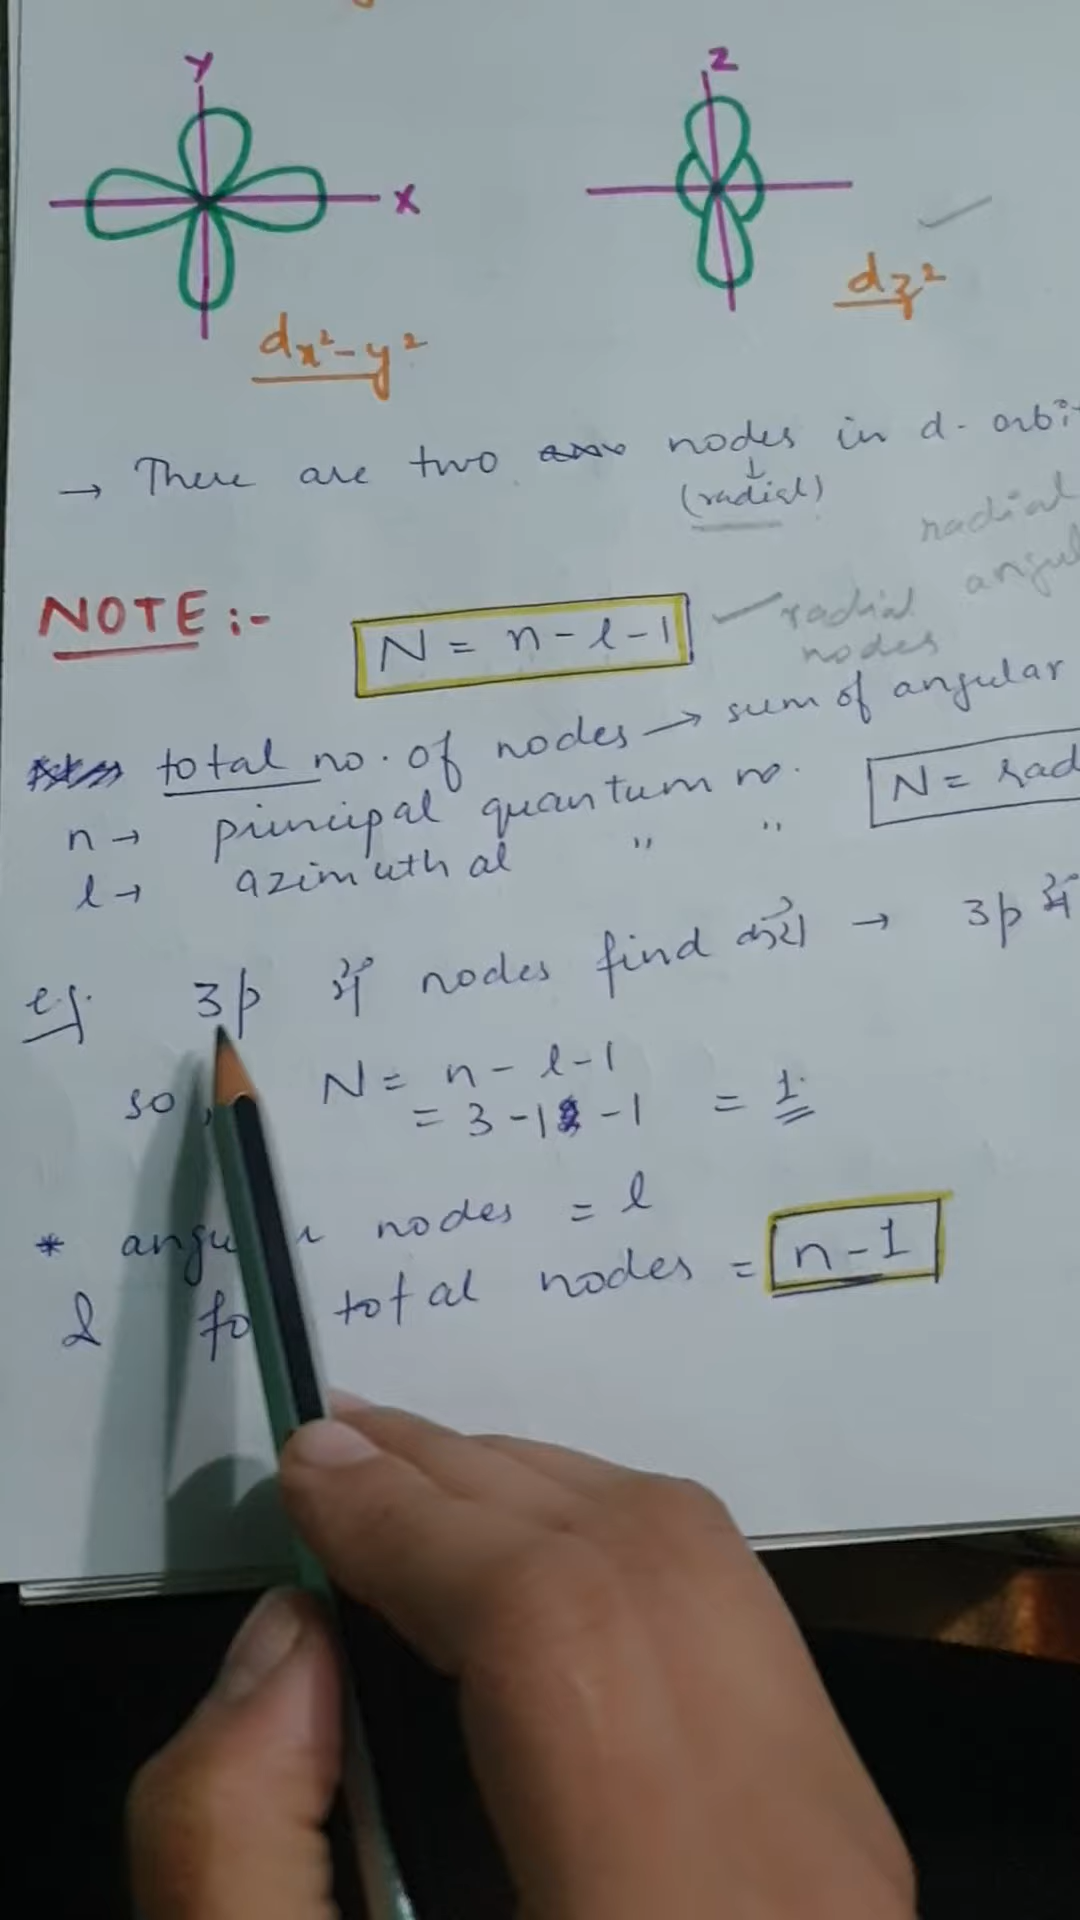 Y
X
dx²-y²
Z
dz²
→ There are two nodes in d- orbi
(radial)
radial
angul
NOTE :-
N = n - l - 1
radial
nodes
total no. of nodes → sum of angular
n → principal quantum no.
N = rad
l → azimuthal " "
eg. 3p में nodes find करो → 3p में
so, N = n - l - 1
= 3 - 1 - 1 = 1
* angu r nodes = l
& fo total nodes = n - 1